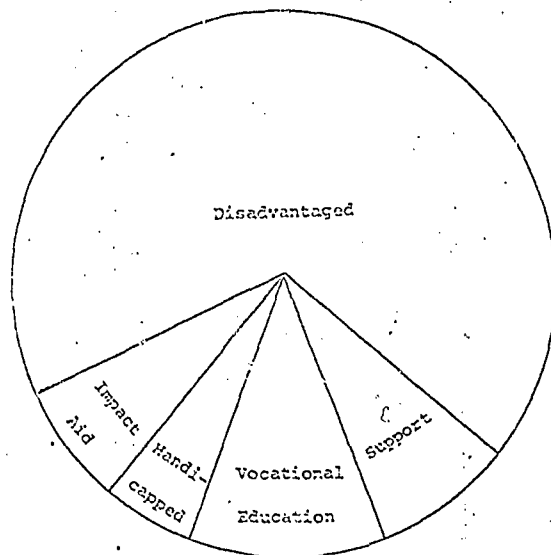 Disadvantaged
Impact
Aid
Handi-
capped
Vocational
Education
Support